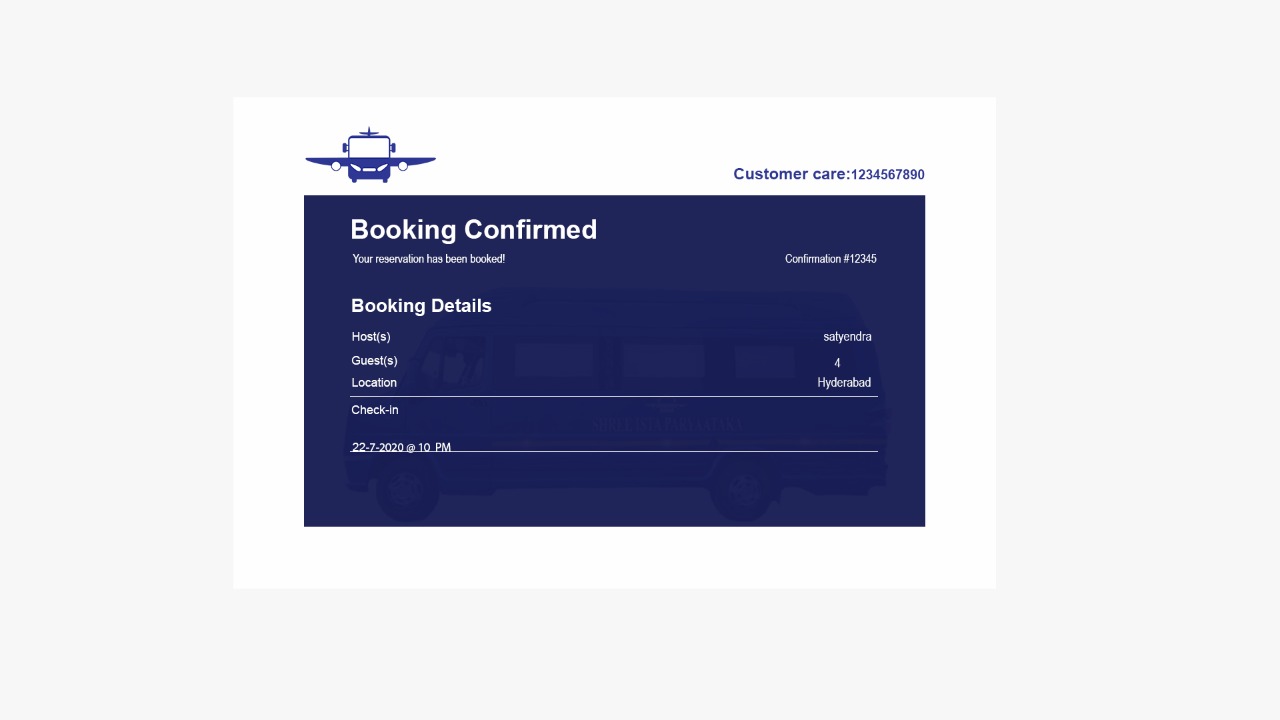 Customer care:1234567890
Booking Confirmed
Your reservation has been booked!
Confirmation #12345
Booking Details
Host(s) satyendra
Guest(s) 4
Location Hyderabad
Check-in
22-7-2020 @ 10 PM